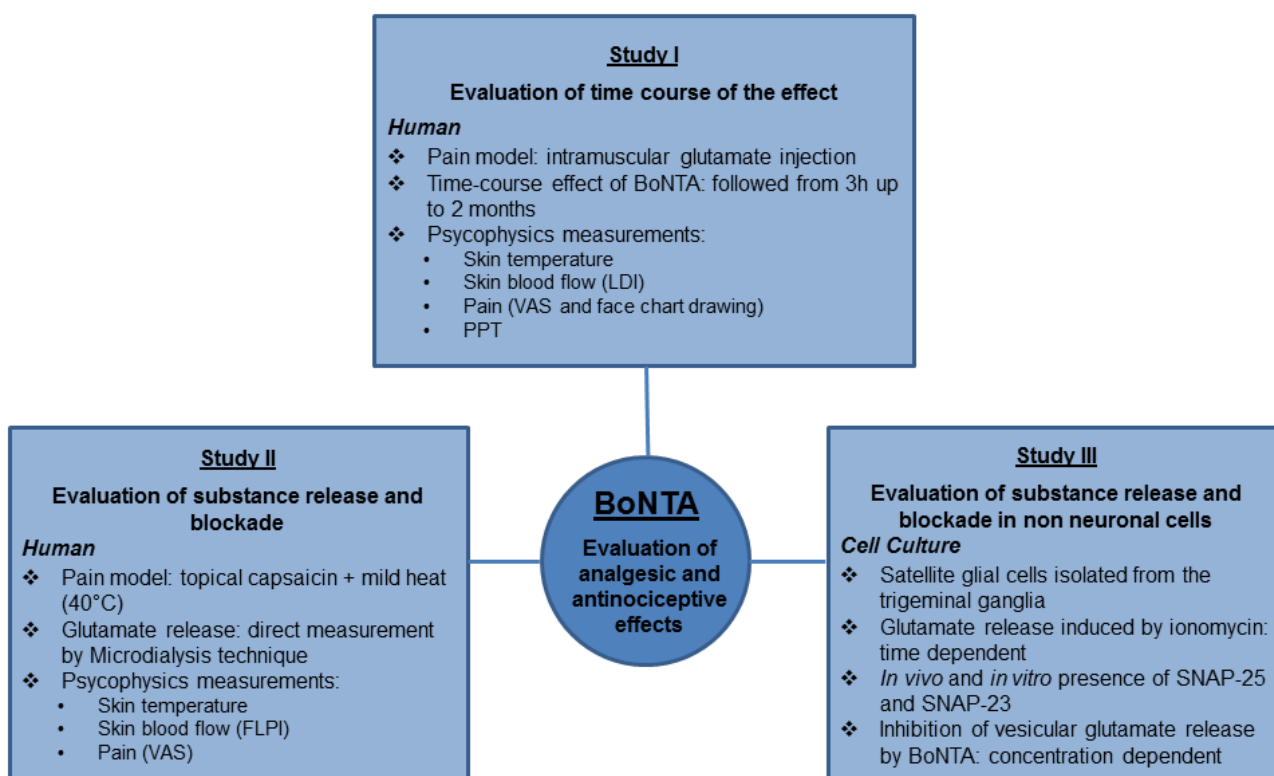 Study I
Evaluation of time course of the effect
Human
❖ Pain model: intramuscular glutamate injection
❖ Time-course effect of BoNTA: followed from 3h up
to 2 months
❖ Psycophysics measurements:
• Skin temperature
• Skin blood flow (LDI)
• Pain (VAS and face chart drawing)
• PPT
Study II
Evaluation of substance release and
blockade
Human
❖ Pain model: topical capsaicin + mild heat
(40°C)
❖ Glutamate release: direct measurement
by Microdialysis technique
❖ Psycophysics measurements:
• Skin temperature
• Skin blood flow (FLPI)
• Pain (VAS)
BoNTA
Evaluation of
analgesic and
antinociceptive
effects
Study III
Evaluation of substance release and
blockade in non neuronal cells
Cell Culture
❖ Satellite glial cells isolated from the
trigeminal ganglia
❖ Glutamate release induced by ionomycin:
time dependent
❖ In vivo and in vitro presence of SNAP-25
and SNAP-23
❖ Inhibition of vesicular glutamate release
by BoNTA: concentration dependent